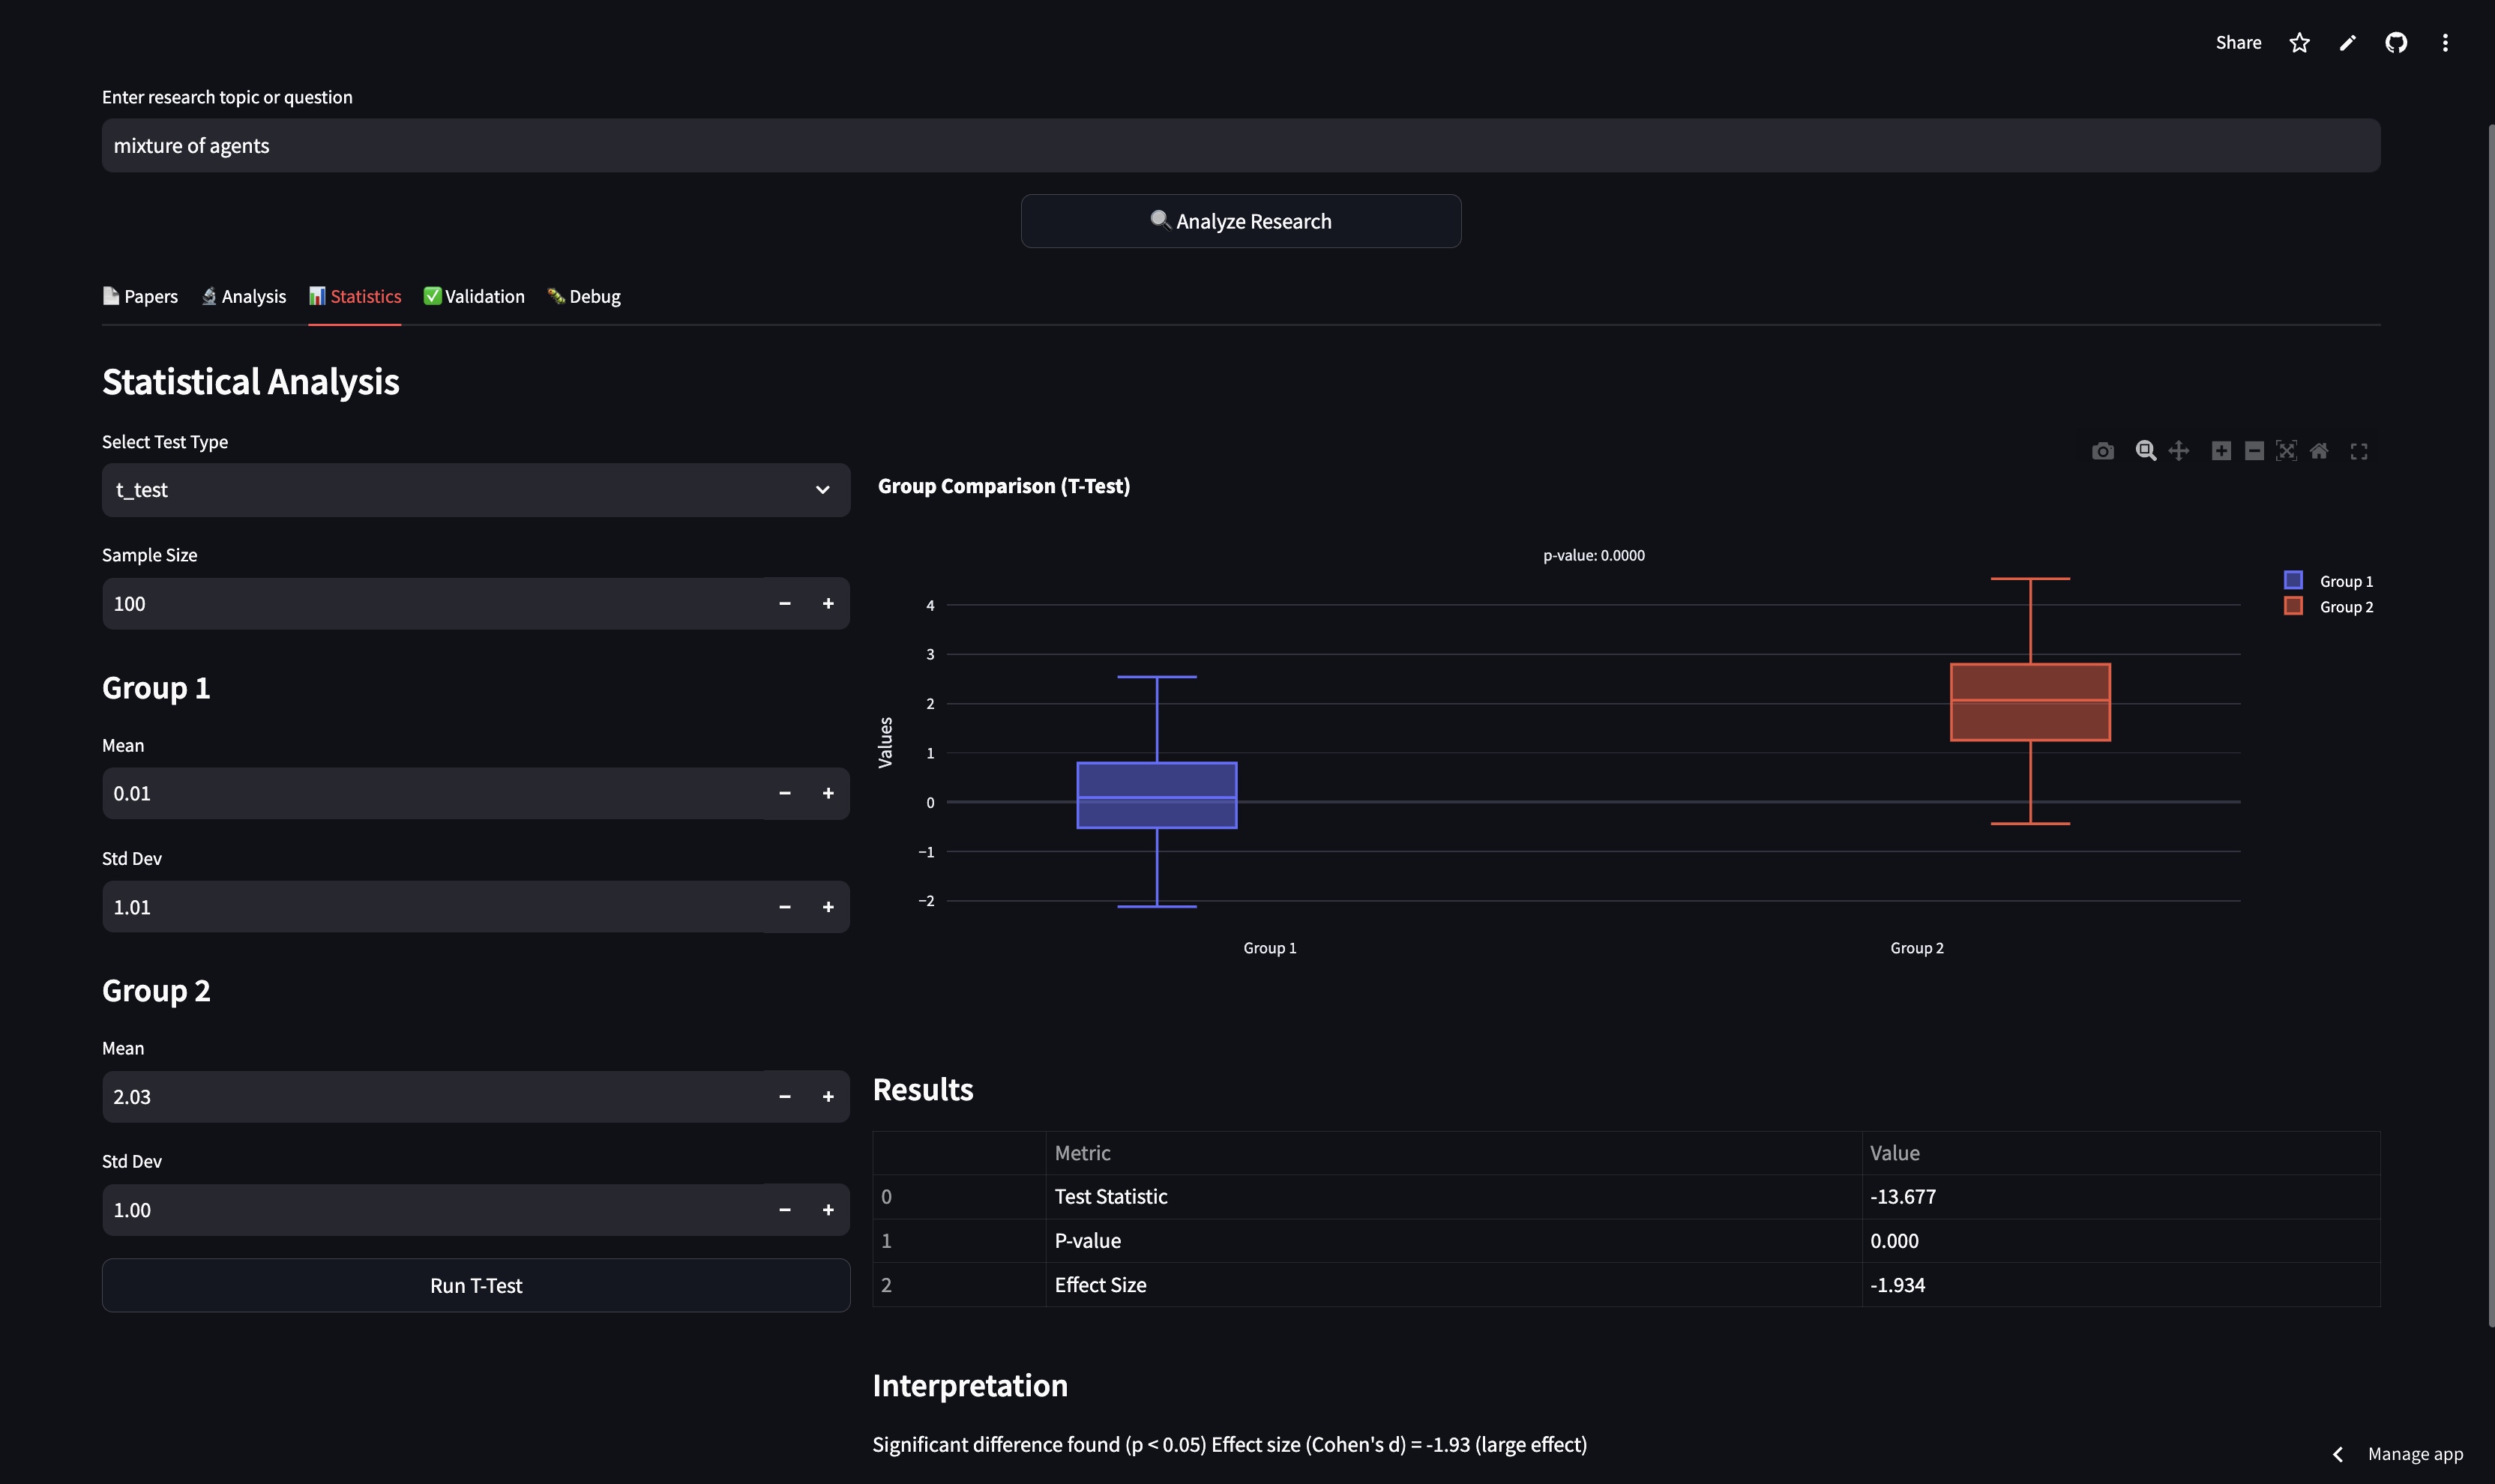 Share
Enter research topic or question
mixture of agents
Analyze Research
Papers Analysis Statistics Validation Debug
Statistical Analysis
Select Test Type
t_test
Sample Size
100
Group 1
Mean
0.01
Std Dev
1.01
Group 2
Mean
2.03
Std Dev
1.00
Run T-Test
Group Comparison (T-Test)
p-value: 0.0000
Group 1
Group 2
Values
4
3
2
1
0
−1
−2
Group 1 Group 2
Results
Metric Value
0 Test Statistic -13.677
1 P-value 0.000
2 Effect Size -1.934
Interpretation
Significant difference found (p < 0.05) Effect size (Cohen's d) = -1.93 (large effect)
Manage app